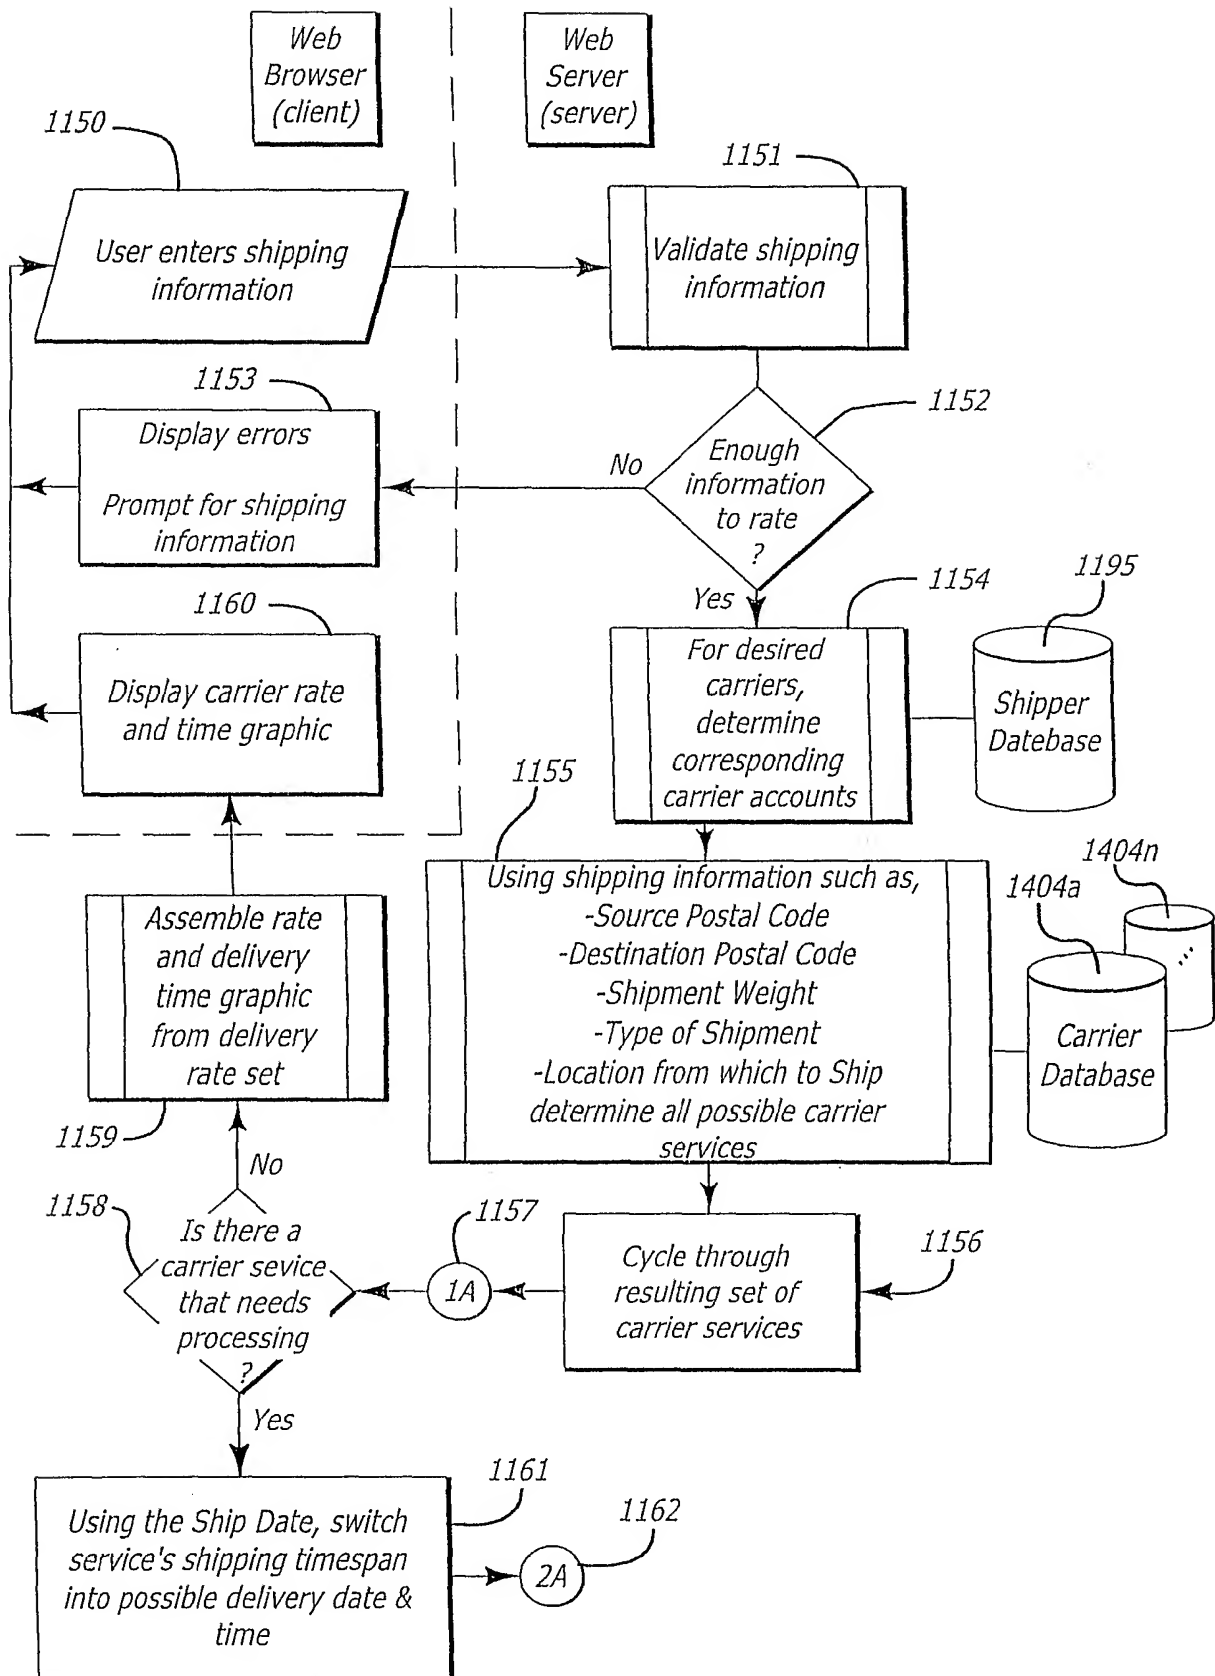 Web
Browser
(client)
Web
Server
(server)
1150
1151
User enters shipping
information
Validate shipping
information
1153
1152
Display errors
Prompt for shipping
information
No
Enough
information
to rate
?
Yes
1154
1195
1160
Display carrier rate
and time graphic
For desired
carriers,
determine
corresponding
carrier accounts
Shipper
Datebase
1155
1404n
1404a
Using shipping information such as,
-Source Postal Code
-Destination Postal Code
-Shipment Weight
-Type of Shipment
-Location from which to Ship
determine all possible carrier
services
Carrier
Database
...
Assemble rate
and delivery
time graphic
from delivery
rate set
1159
No
1158
Is there a
carrier sevice
that needs
processing
?
1157
1A
Cycle through
resulting set of
carrier services
1156
Yes
1161
Using the Ship Date, switch
service's shipping timespan
into possible delivery date &
time
1162
2A